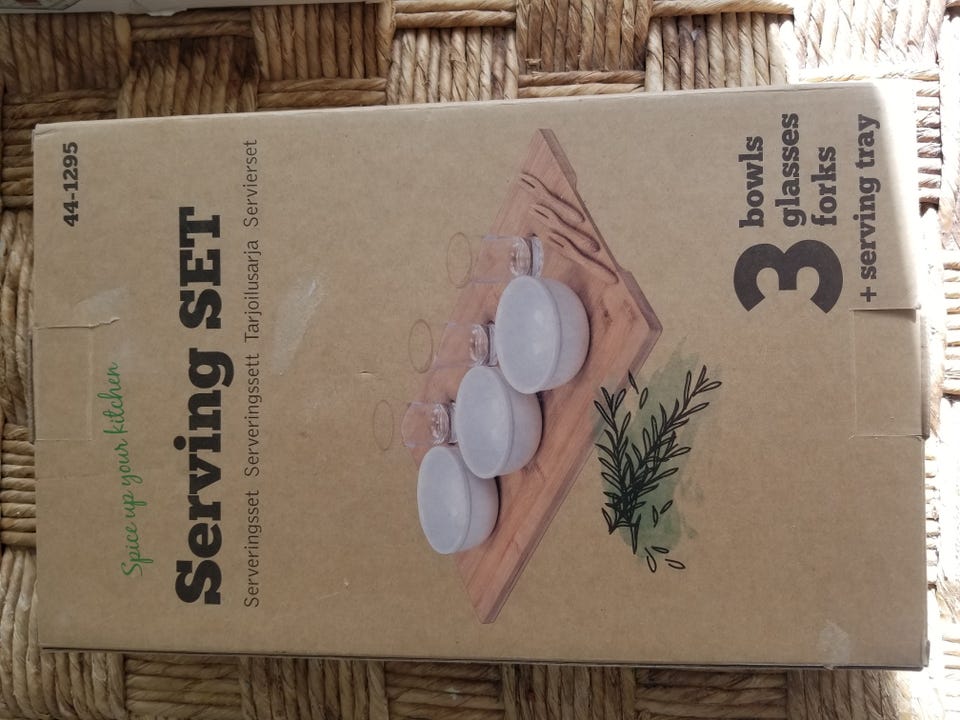 44-1295
Spice up your kitchen
Serving SET
Serveringsset Serveringssett Tarjoilusarja Servierset
3 bowls
glasses
forks
+ serving tray